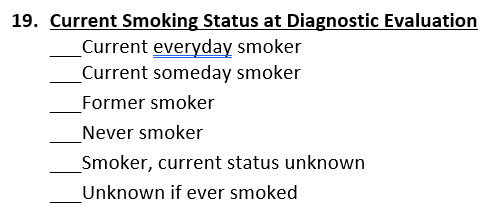 19. Current Smoking Status at Diagnostic Evaluation
___Current everyday smoker
___Current someday smoker
___Former smoker
___Never smoker
___Smoker, current status unknown
___Unknown if ever smoked